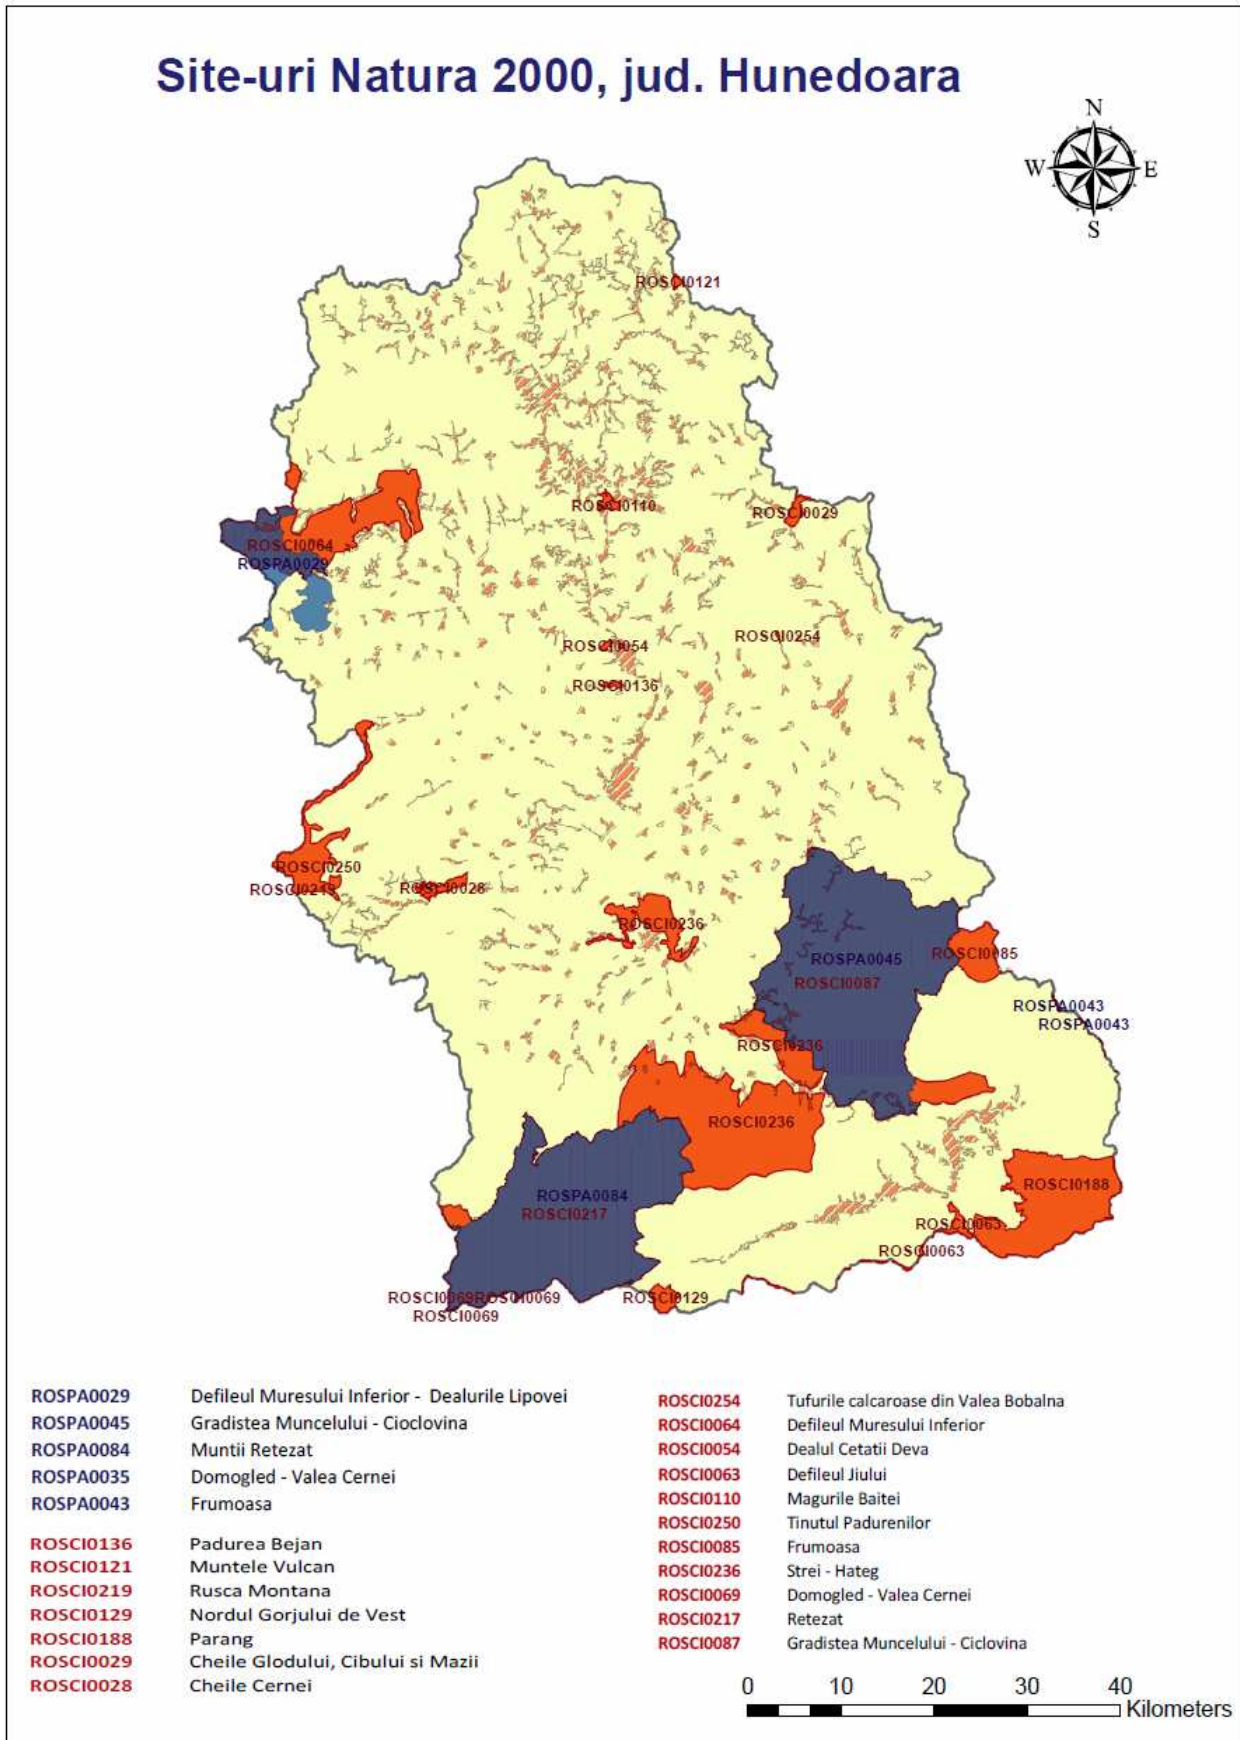 Site-uri Natura 2000, jud. Hunedoara
N
W E
S
ROSCI0121
ROSCI0110
ROSCI0029
ROSCI0064
ROSPA0029
ROSCI0254
ROSCI0054
ROSCI0136
ROSCI0250
ROSCI0219 ROSCI0028
ROSCI0236
ROSPA0045
ROSCI0085
ROSCI0087
ROSPA0043
ROSPA0043
ROSCI0236
ROSCI0236
ROSCI0188
ROSPA0084
ROSCI0217
ROSCI0063
ROSCI0063
ROSCI0069 ROSCI0069 ROSCI0129
ROSCI0069
ROSPA0029 Defileul Muresului Inferior - Dealurile Lipovei
ROSPA0045 Gradistea Muncelului - Cioclovina
ROSPA0084 Muntii Retezat
ROSPA0035 Domogled - Valea Cernei
ROSPA0043 Frumoasa
ROSCI0136 Padurea Bejan
ROSCI0121 Muntele Vulcan
ROSCI0219 Rusca Montana
ROSCI0129 Nordul Gorjului de Vest
ROSCI0188 Parang
ROSCI0029 Cheile Glodului, Cibului si Mazii
ROSCI0028 Cheile Cernei
ROSCI0254 Tufurile calcaroase din Valea Bobalna
ROSCI0064 Defileul Muresului Inferior
ROSCI0054 Dealul Cetatii Deva
ROSCI0063 Defileul Jiului
ROSCI0110 Magurile Baitei
ROSCI0250 Tinutul Padurenilor
ROSCI0085 Frumoasa
ROSCI0236 Strei - Hateg
ROSCI0069 Domogled - Valea Cernei
ROSCI0217 Retezat
ROSCI0087 Gradistea Muncelului - Ciclovina
0 10 20 30 40
Kilometers